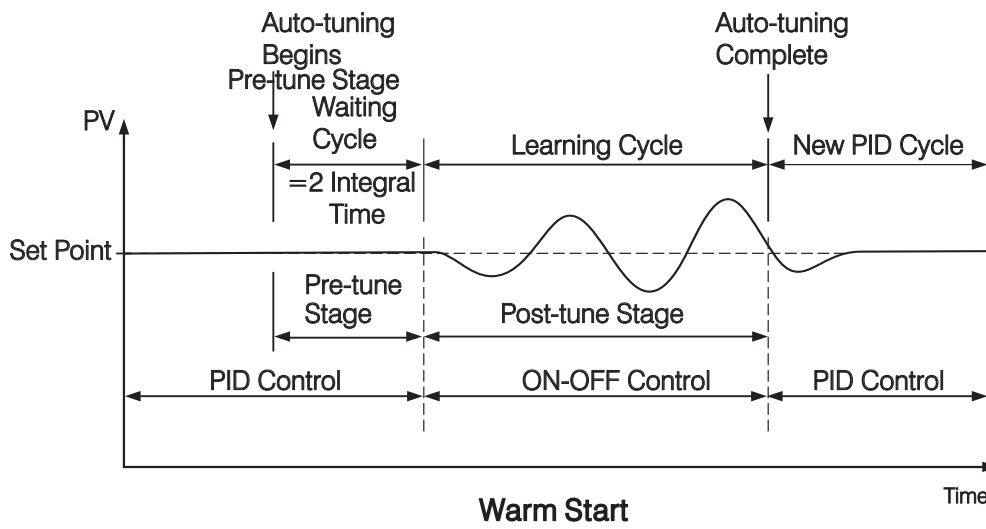 Auto-tuning
Begins
Pre-tune Stage
Waiting
Cycle
=2 Integral
Time
Auto-tuning
Complete
PV
Learning Cycle
New PID Cycle
Set Point
Pre-tune
Stage
Post-tune Stage
PID Control
ON-OFF Control
PID Control
Time
Warm Start